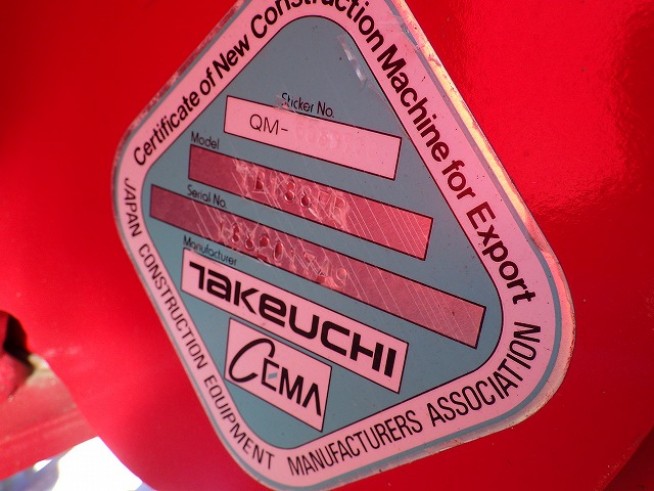 Certificate of New Construction Machine for Export
Sticker No.
QM-
Model
Serial No.
Manufacturer
TAKEUCHI
CEMA
JAPAN CONSTRUCTION EQUIPMENT MANUFACTURERS ASSOCIATION